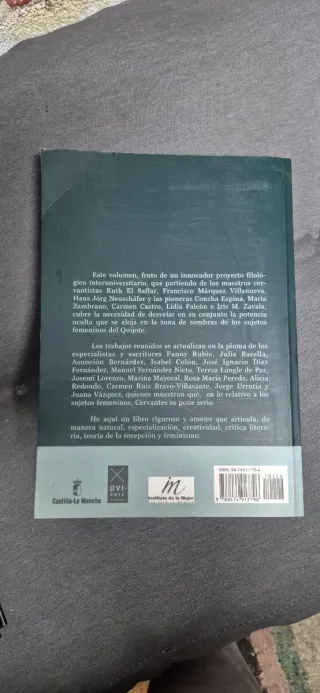 Este volumen, fruto de un innovador proyecto filoló-
gico interuniversitario, que partiendo de los maestros cer-
vantistas Ruth El Saffar, Francisco Márquez Villanueva,
Hans Jörg Neuschäfer y las pioneras Concha Espina, María
Zambrano, Carmen Castro, Lidia Falcón e Iris M. Zavala,
cubre la necesidad de desvelar en su conjunto la potencia
oculta que se aloja en la zona de sombras de los sujetos
femeninos del Quijote.
Los trabajos reunidos se actualizan en la pluma de los
especialistas y escritores Fanny Rubio, Julia Barella,
Asunción Bernárdez, Isabel Colón, José Ignacio Díez
Fernández, Manuel Fernández Nieto, Teresa Langle de Paz,
Josemi Lorenzo, Marina Mayoral, Rosa María Pereda, Alicia
Redondo, Carmen Ruiz Bravo-Villasante, Jorge Urrutia y
Juana Vázquez, quienes muestran que, en lo relativo a los
sujetos femeninos, Cervantes se pone serio.
He aquí un libro riguroso y ameno que articula, de
manera natural, especialización, creatividad, crítica litera-
ria, teoría de la recepción y feminismo.
Castilla-La Mancha
QVI-
XOTE
m
Instituto de la Mujer
ISBN: 84-7491-775-4